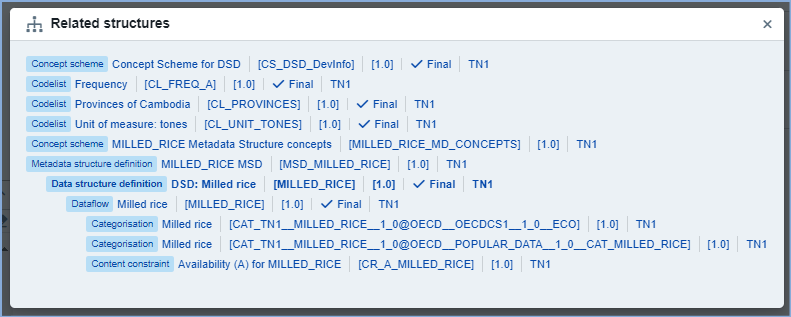 Related structures
Concept scheme Concept Scheme for DSD [CS_DSD_DevInfo] [1.0] Final TN1
Codelist Frequency [CL_FREQ_A] [1.0] Final TN1
Codelist Provinces of Cambodia [CL_PROVINCES] [1.0] Final TN1
Codelist Unit of measure: tones [CL_UNIT_TONES] [1.0] Final TN1
Concept scheme MILLED_RICE Metadata Structure concepts [MILLED_RICE_MD_CONCEPTS] [1.0] TN1
Metadata structure definition MILLED_RICE MSD [MSD_MILLED_RICE] [1.0] TN1
Data structure definition DSD: Milled rice [MILLED_RICE] [1.0] Final TN1
Dataflow Milled rice [MILLED_RICE] [1.0] Final TN1
Categorisation Milled rice [CAT_TN1__MILLED_RICE__1_0@OECD__OECDCS1__1_0__ECO] [1.0] TN1
Categorisation Milled rice [CAT_TN1__MILLED_RICE__1_0@OECD__POPULAR_DATA__1_0__CAT_MILLED_RICE] [1.0] TN1
Content constraint Availability (A) for MILLED_RICE [CR_A_MILLED_RICE] [1.0] TN1